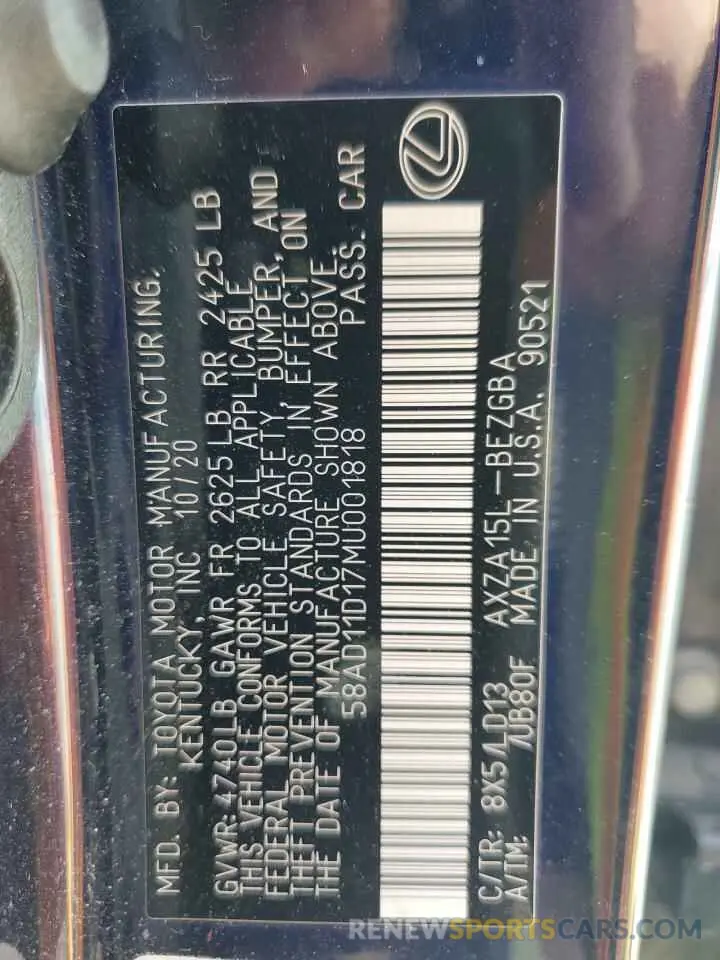 MFD. BY: TOYOTA MOTOR MANUFACTURING.
KENTUCKY, INC 10/20
GVWR: 4740LB GAWR FR 2625 LB RR 2425 LB
THIS VEHICLE CONFORMS TO ALL APPLICABLE
FEDERAL MOTOR VEHICLE SAFETY, BUMPER, AND
THEFT PREVENTION STANDARDS IN EFFECT ON
THE DATE OF MANUFACTURE SHOWN ABOVE.
58AD11D17MU001818 PASS. CAR
C/TR: 8X5/LD13 AXZA15L-BEZGBA
A/TM: /UB80F MADE IN U.S.A. 90521
RENEWSPORTSCARS.COM